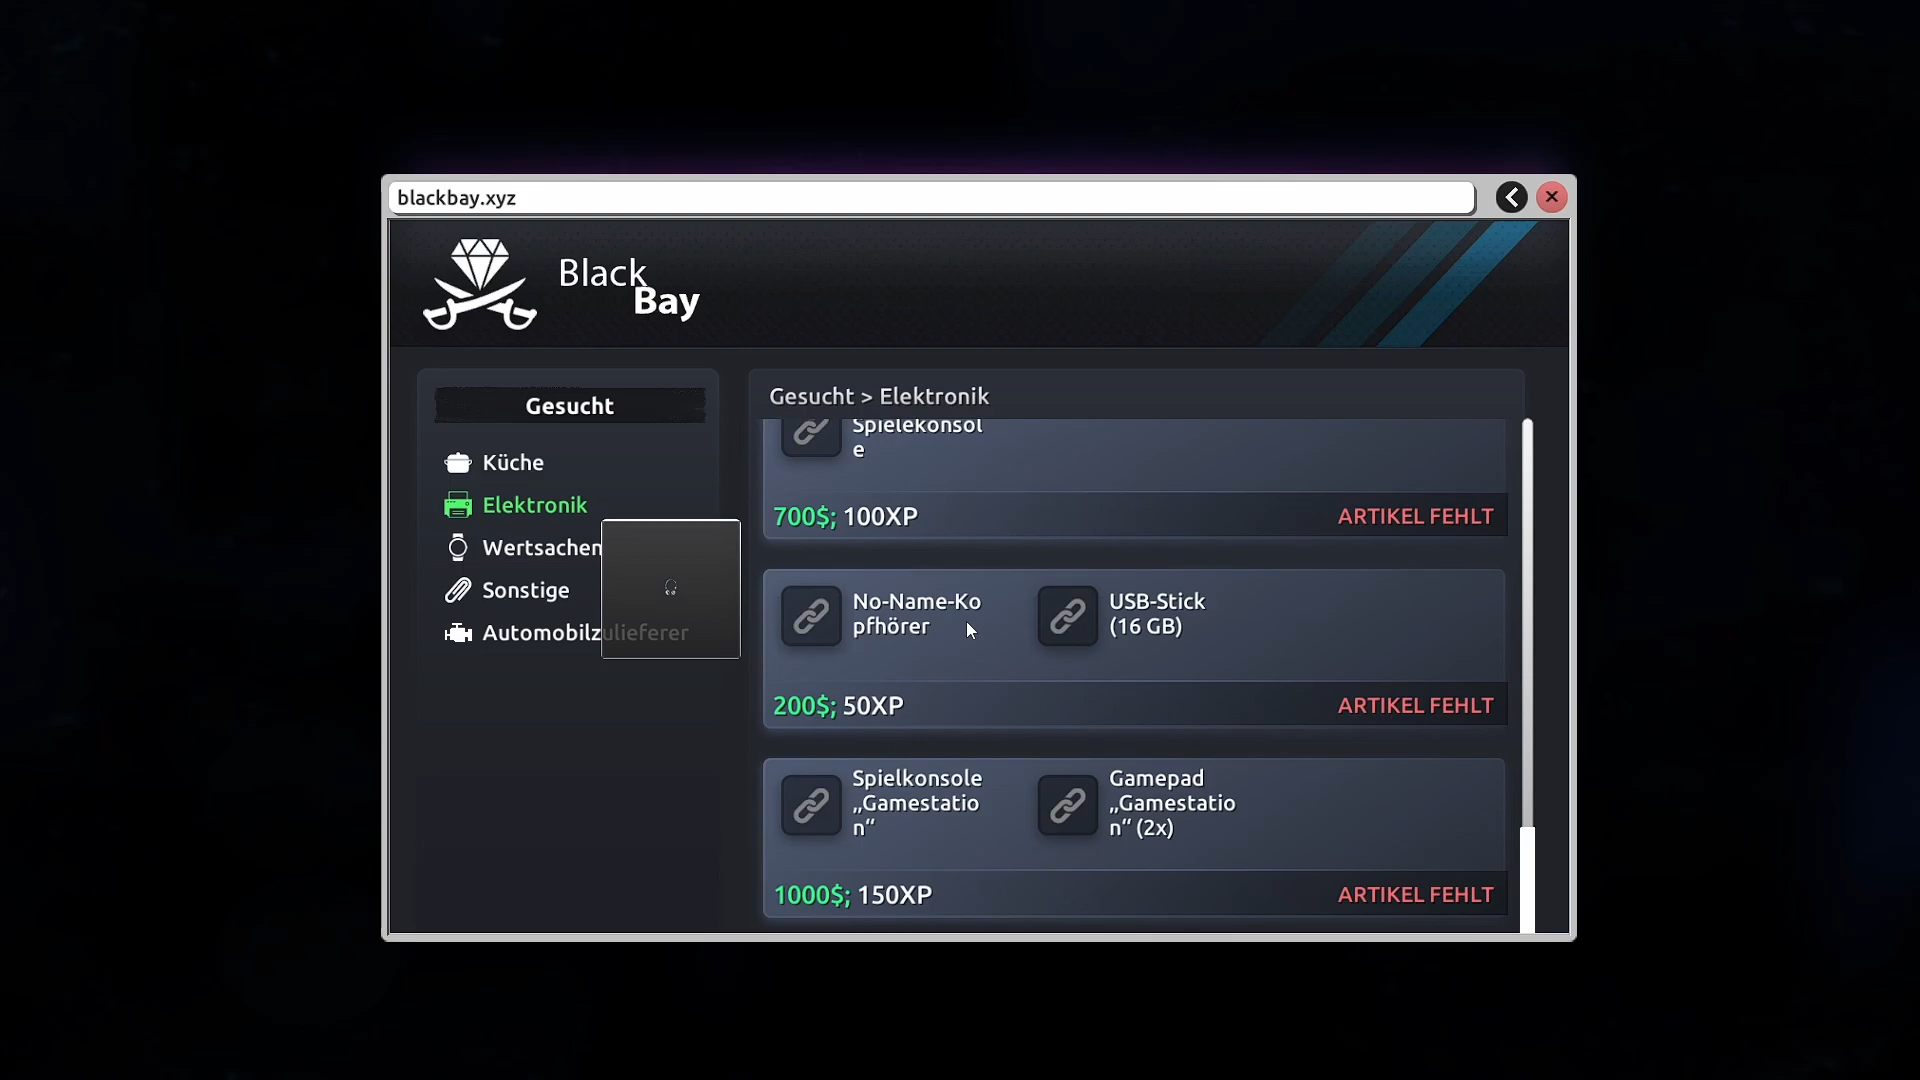 blackbay.xyz
Black
Bay
Gesucht
Küche
Elektronik
Wertsachen
Sonstige
Automobilzulieferer
Gesucht > Elektronik
Spielekonsol
e
700$; 100XP
ARTIKEL FEHLT
No-Name-Ko
pfhörer
USB-Stick
(16 GB)
200$; 50XP
ARTIKEL FEHLT
Spielkonsole
„Gamestatio
n“
Gamepad
„Gamestatio
n“ (2x)
1000$; 150XP
ARTIKEL FEHLT